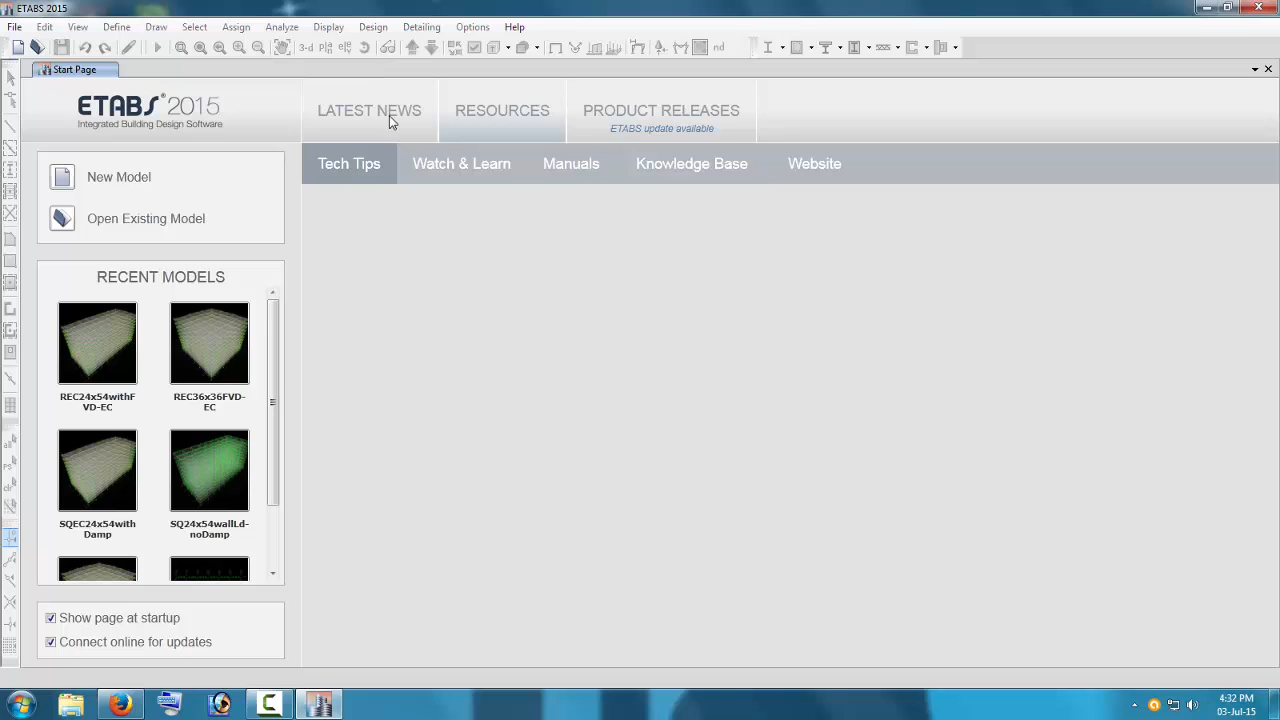 ETABS 2015
File Edit View Define Draw Select Assign Analyze Display Design Detailing Options Help
3-d
nd
Start Page
ETABS® 2015
Integrated Building Design Software
LATEST NEWS RESOURCES PRODUCT RELEASES
ETABS update available
Tech Tips Watch & Learn Manuals Knowledge Base Website
New Model
Open Existing Model
RECENT MODELS
REC24x54withF
VD-EC
REC36x36FVD-
EC
SQEC24x54with
Damp
SQ24x54wallLd-
noDamp
Show page at startup
Connect online for updates
4:32 PM
03-Jul-15